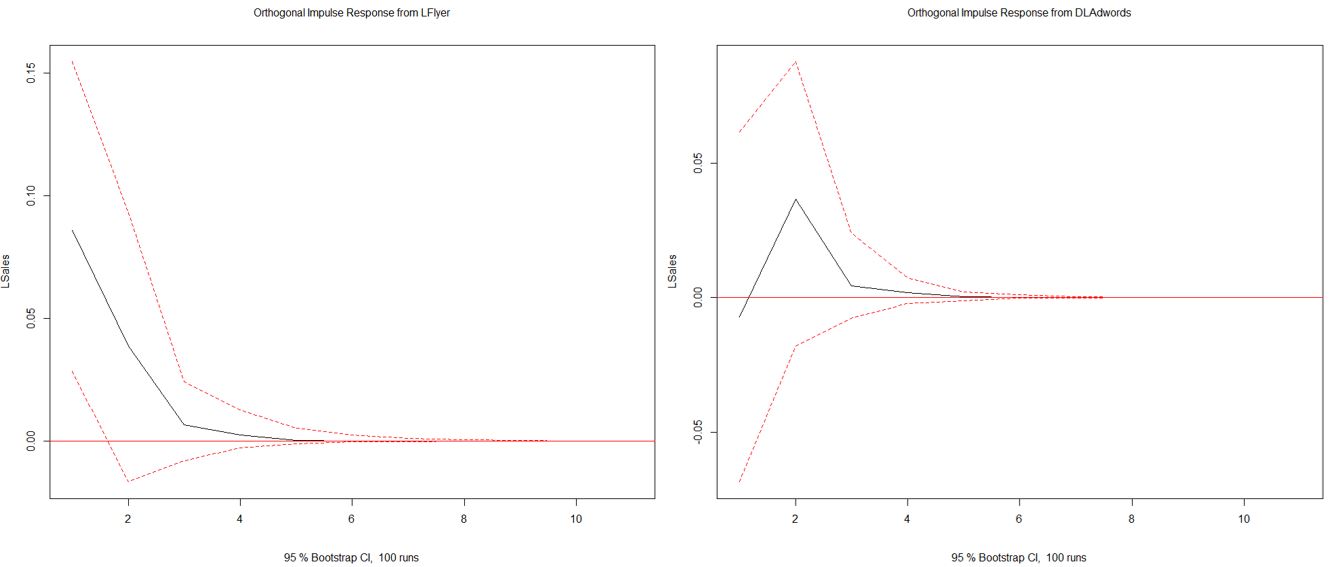 Orthogonal Impulse Response from LFlyer
LSales
0.15
0.10
0.05
0.00
2 4 6 8 10
95 % Bootstrap CI, 100 runs
Orthogonal Impulse Response from DLAdwords
LSales
0.05
0.00
-0.05
2 4 6 8 10
95 % Bootstrap CI, 100 runs